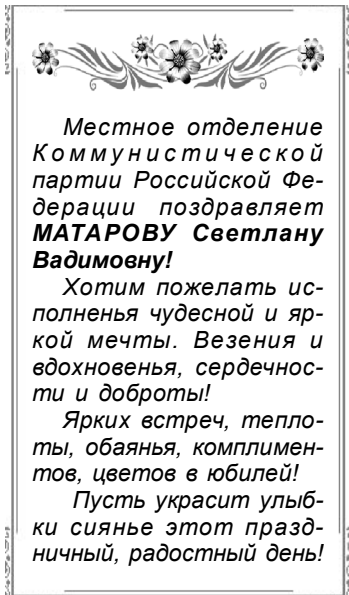 Местное отделение
Коммунистической
партии Российской Фе-
дерации поздравляет
МАТАРОВУ Светлану
Вадимовну!
Хотим пожелать ис-
полненья чудесной и яр-
кой мечты. Везения и
вдохновенья, сердечнос-
ти и доброты!
Ярких встреч, тепло-
ты, обаянья, комплимен-
тов, цветов в юбилей!
Пусть украсит улыб-
ки сиянье этот празд-
ничный, радостный день!